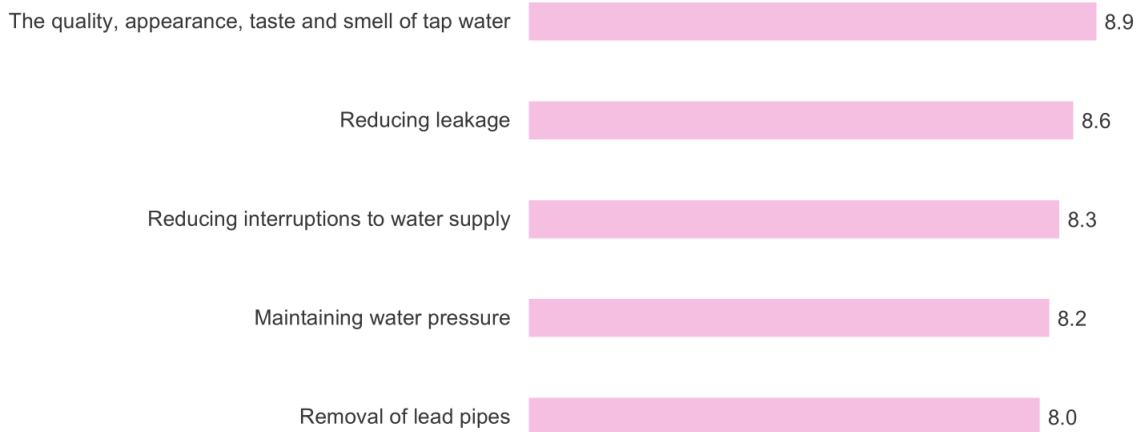 The quality, appearance, taste and smell of tap water 8.9
Reducing leakage 8.6
Reducing interruptions to water supply 8.3
Maintaining water pressure 8.2
Removal of lead pipes 8.0